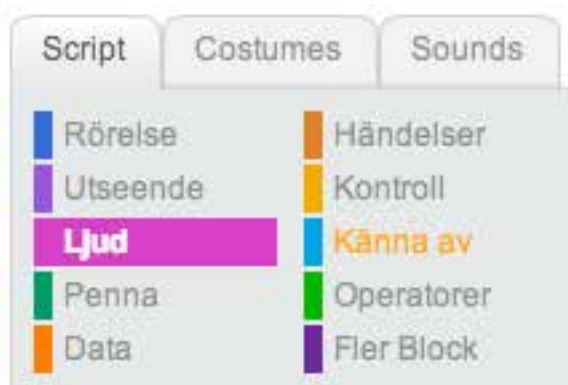 Script Costumes Sounds
Rörelse Händelser
Utseende Kontroll
Ljud Känna av
Penna Operatorer
Data Fler Block